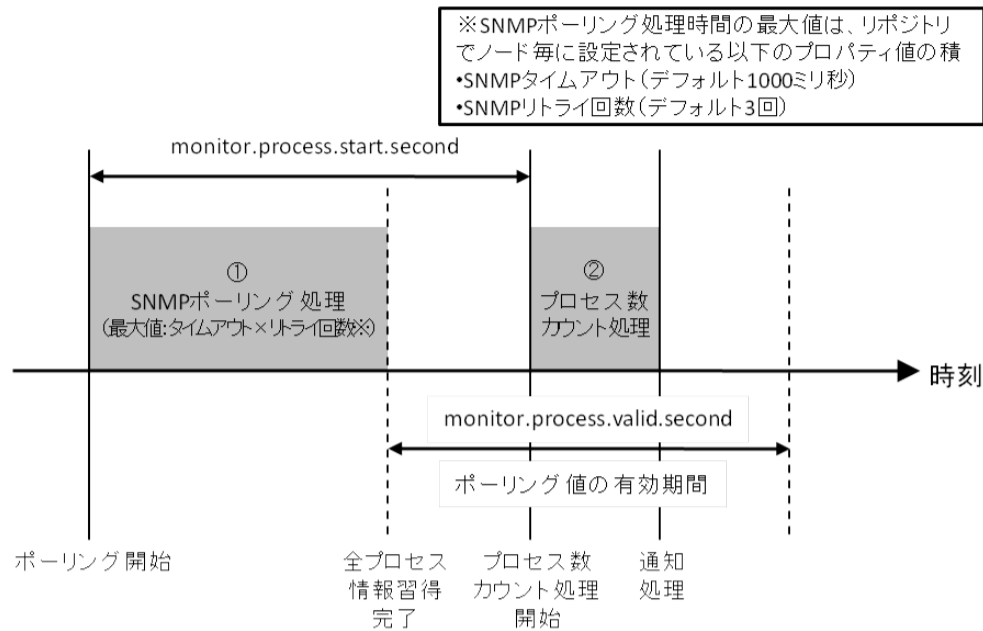 ※SNMPポーリング処理時間の最大値は、リポジトリ
でノード毎に設定されている以下のプロパティ値の積
•SNMPタイムアウト(デフォルト1000ミリ秒)
•SNMPリトライ回数(デフォルト3回)
monitor.process.start.second
①
SNMPポーリング処理
(最大値:タイムアウト×リトライ回数※)
②
プロセス数
カウント処理
時刻
monitor.process.valid.second
ポーリング値の有効期間
ポーリング開始
全プロセス
情報習得
完了
プロセス数
カウント処理
開始
通知
処理